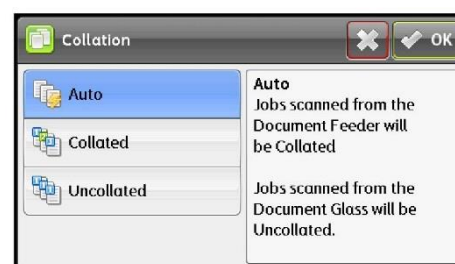 Collation
OK
Auto
Collated
Uncollated
Auto
Jobs scanned from the
Document Feeder will
be Collated
Jobs scanned from the
Document Glass will be
Uncollated.